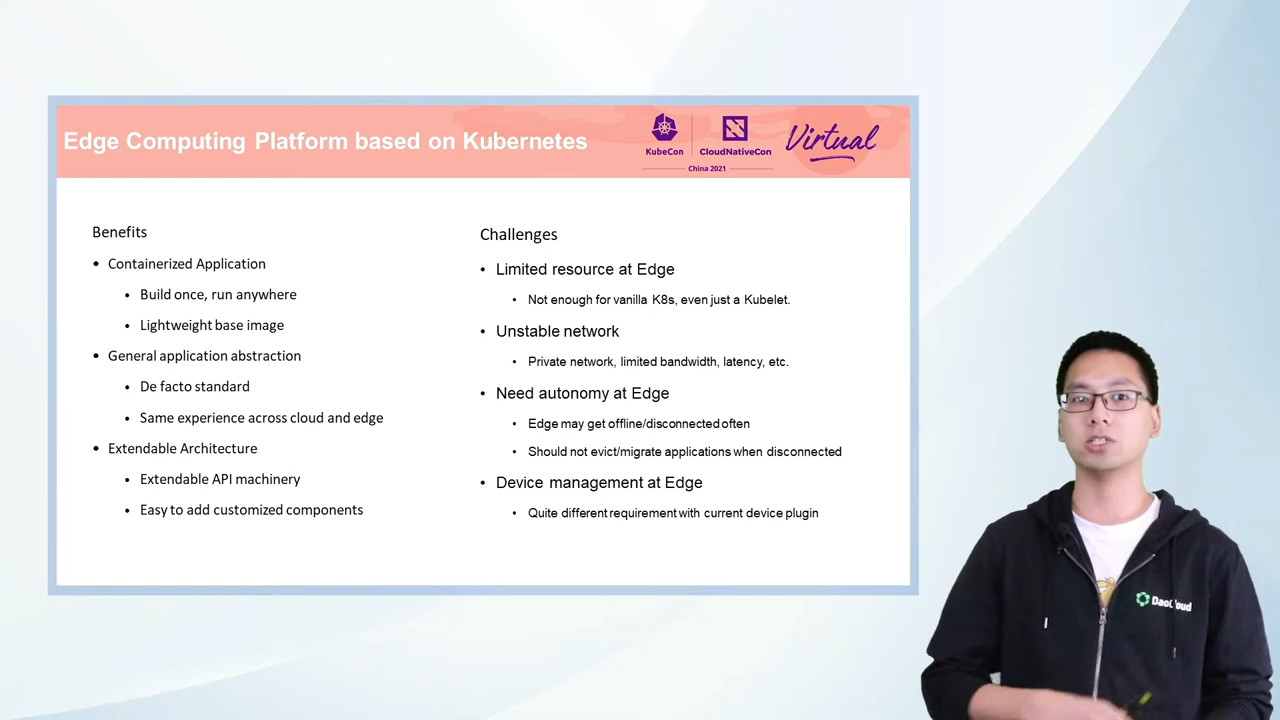 Edge Computing Platform based on Kubernetes
KubeCon
CloudNativeCon
China 2021
Virtual
Benefits
• Containerized Application
• Build once, run anywhere
• Lightweight base image
• General application abstraction
• De facto standard
• Same experience across cloud and edge
• Extendable Architecture
• Extendable API machinery
• Easy to add customized components
Challenges
• Limited resource at Edge
• Not enough for vanilla K8s, even just a Kubelet.
• Unstable network
• Private network, limited bandwidth, latency, etc.
• Need autonomy at Edge
• Edge may get offline/disconnected often
• Should not evict/migrate applications when disconnected
• Device management at Edge
• Quite different requirement with current device plugin
DaoCloud